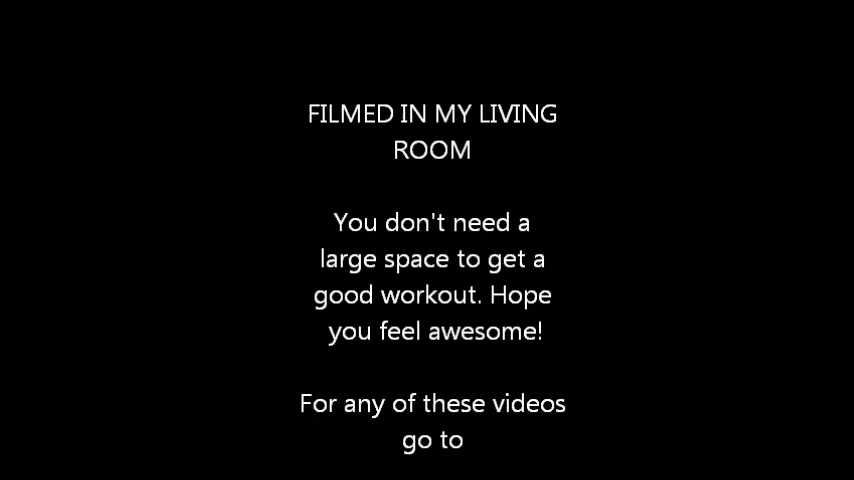 FILMED IN MY LIVING
ROOM
You don't need a
large space to get a
good workout. Hope
you feel awesome!
For any of these videos
go to